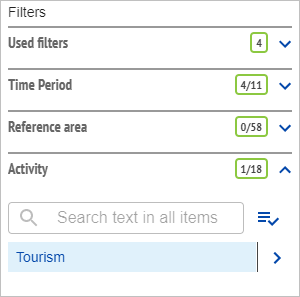 Filters
Used filters 4
Time Period 4/11
Reference area 0/58
Activity 1/18
Search text in all items
Tourism